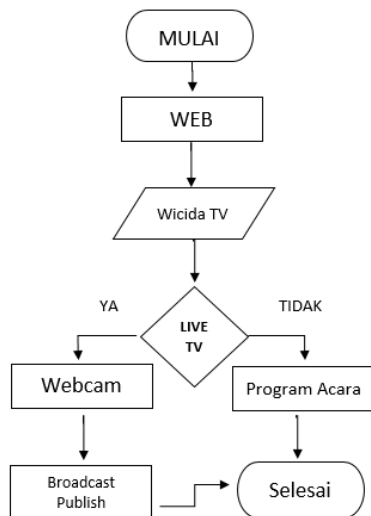 MULAI
WEB
Wicida TV
YA
TIDAK
LIVE
TV
Webcam
Program Acara
Broadcast
Publish
Selesai